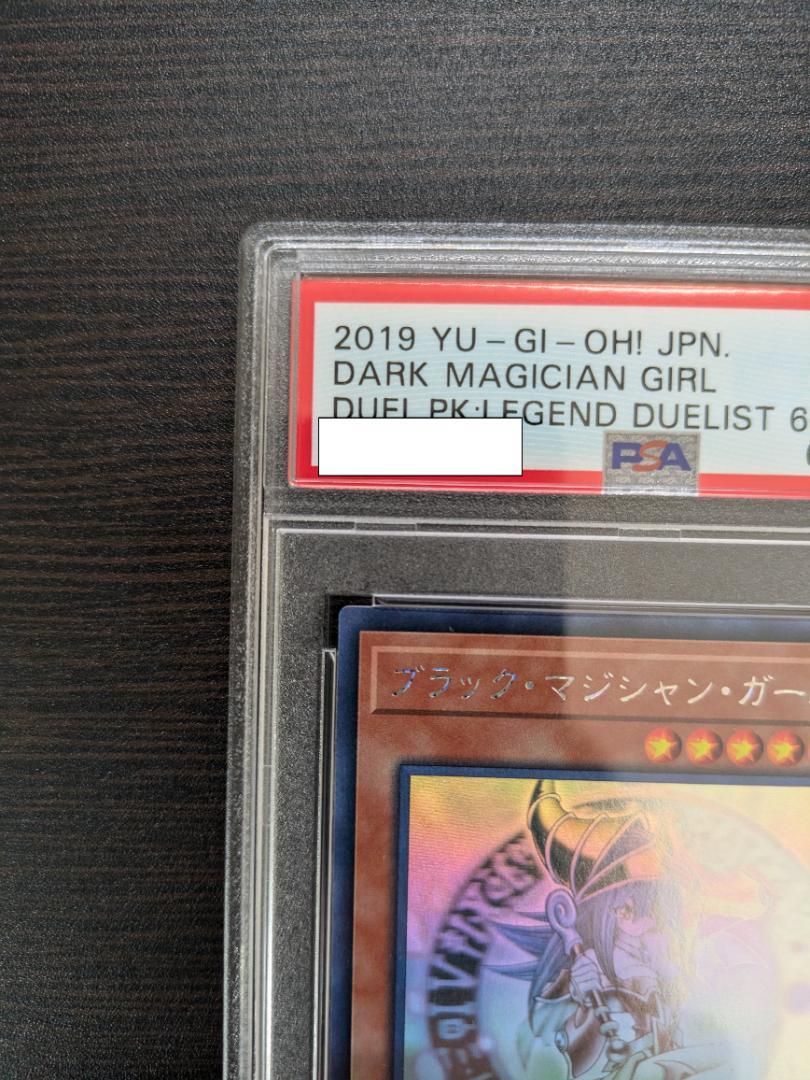 2019 YU-GI-OH! JPN.
DARK MAGICIAN GIRL
DUEL PK:LEGEND DUELIST 6
PSA
ブラック・マジシャン・ガー